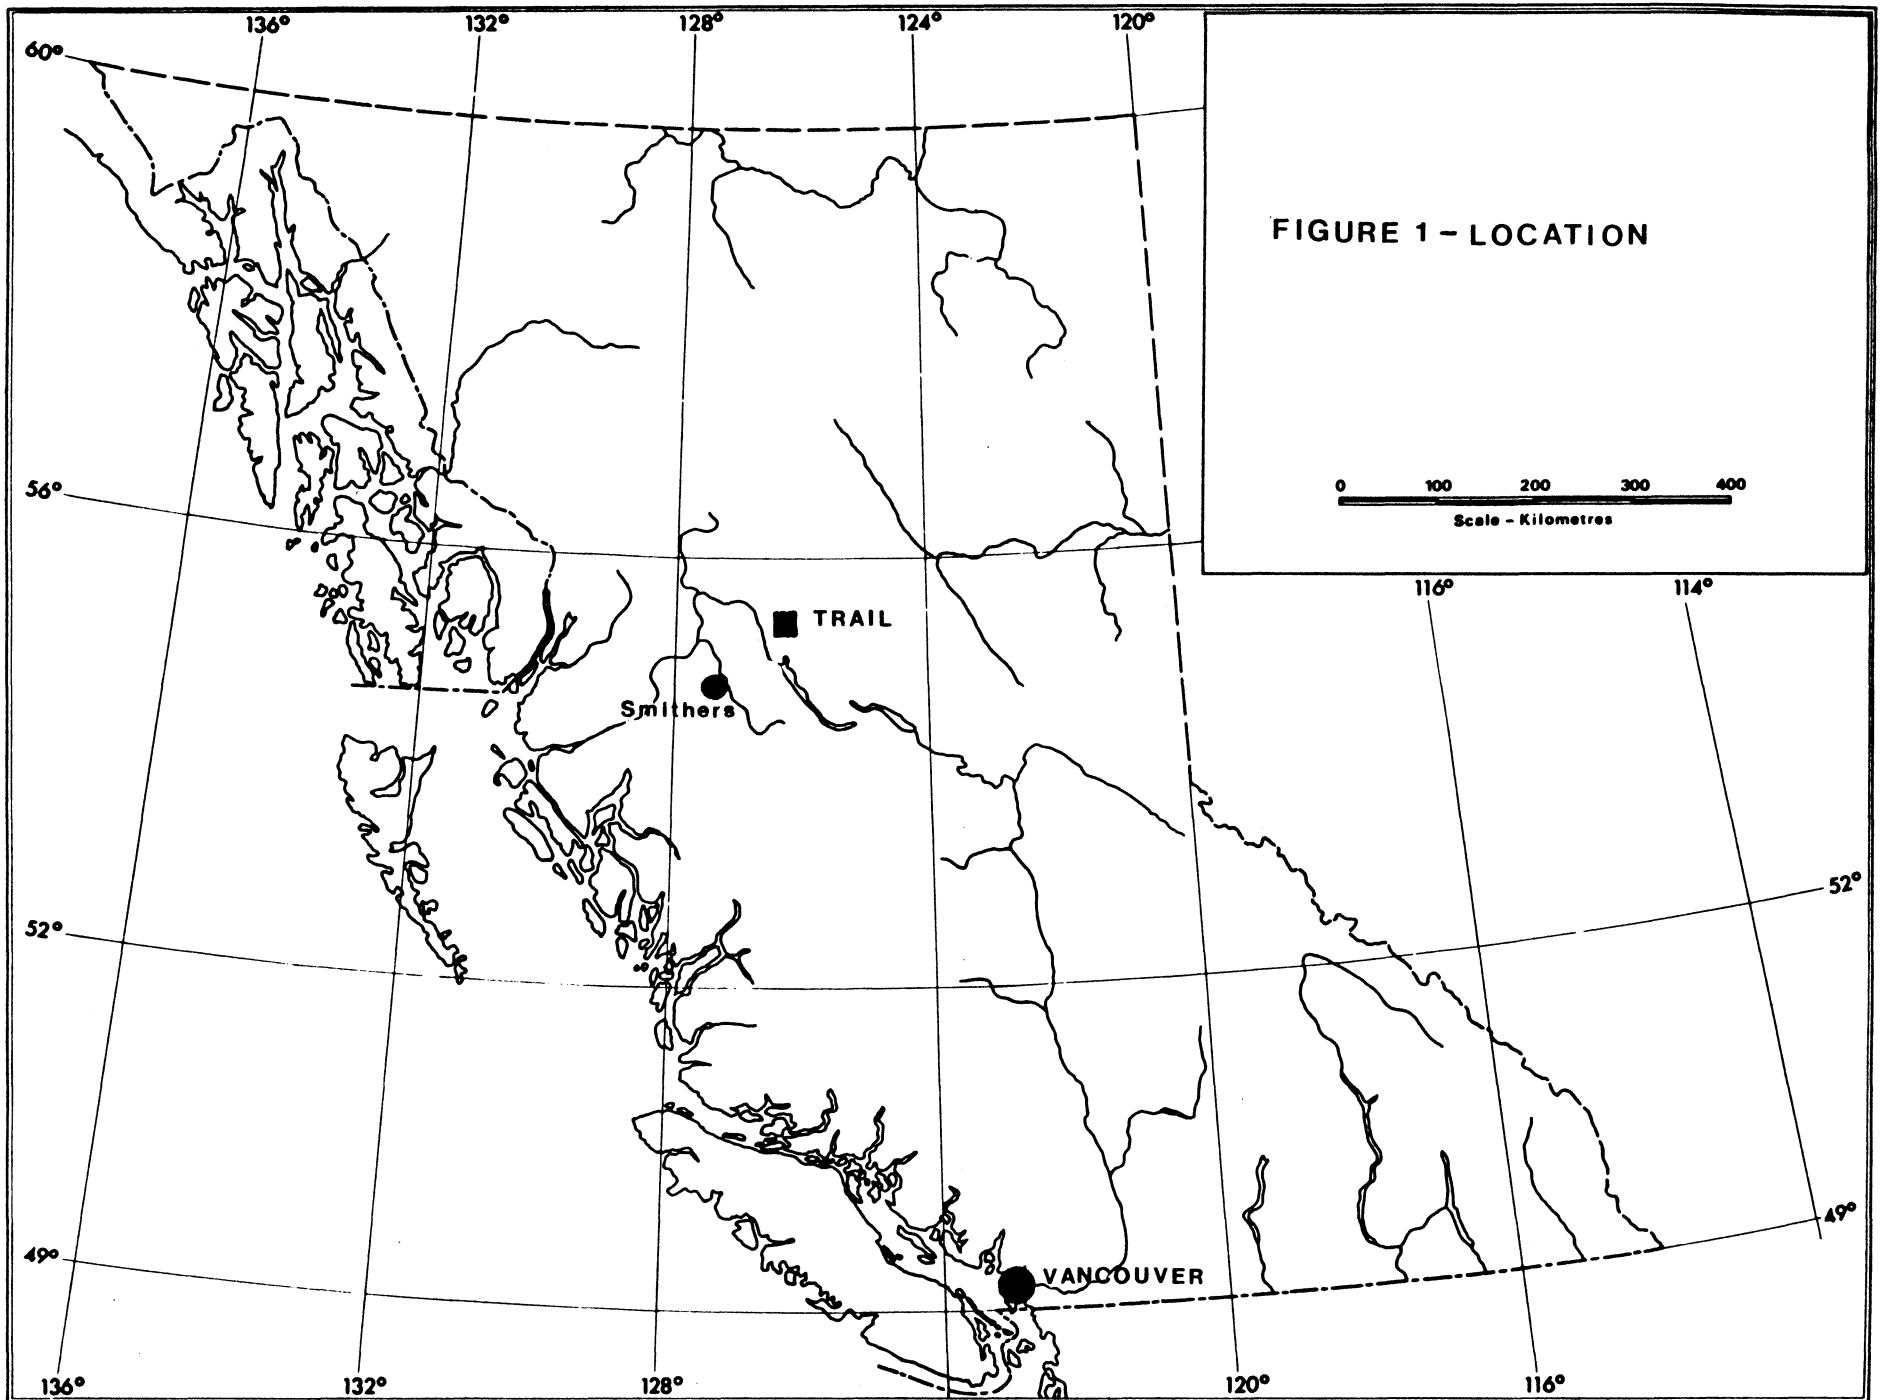 136° 132° 128° 124° 120°
60°
FIGURE 1 – LOCATION
56°
0 100 200 300 400
Scale – Kilometres
116° 114°
TRAIL
Smithers
52°
52°
49°
49°
VANCOUVER
136° 132° 128° 120° 116°